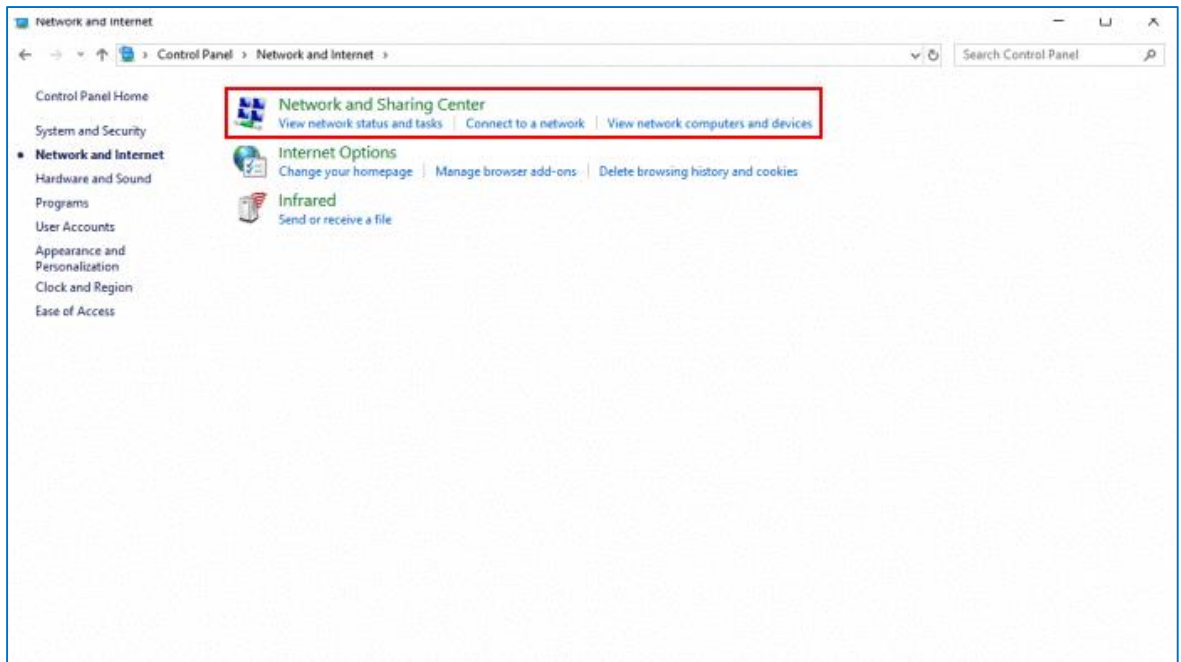 Network and Internet
Control Panel > Network and Internet >
Search Control Panel
Control Panel Home
System and Security
Network and Internet
Hardware and Sound
Programs
User Accounts
Appearance and
Personalization
Clock and Region
Ease of Access
Network and Sharing Center
View network status and tasks | Connect to a network | View network computers and devices
Internet Options
Change your homepage | Manage browser add-ons | Delete browsing history and cookies
Infrared
Send or receive a file